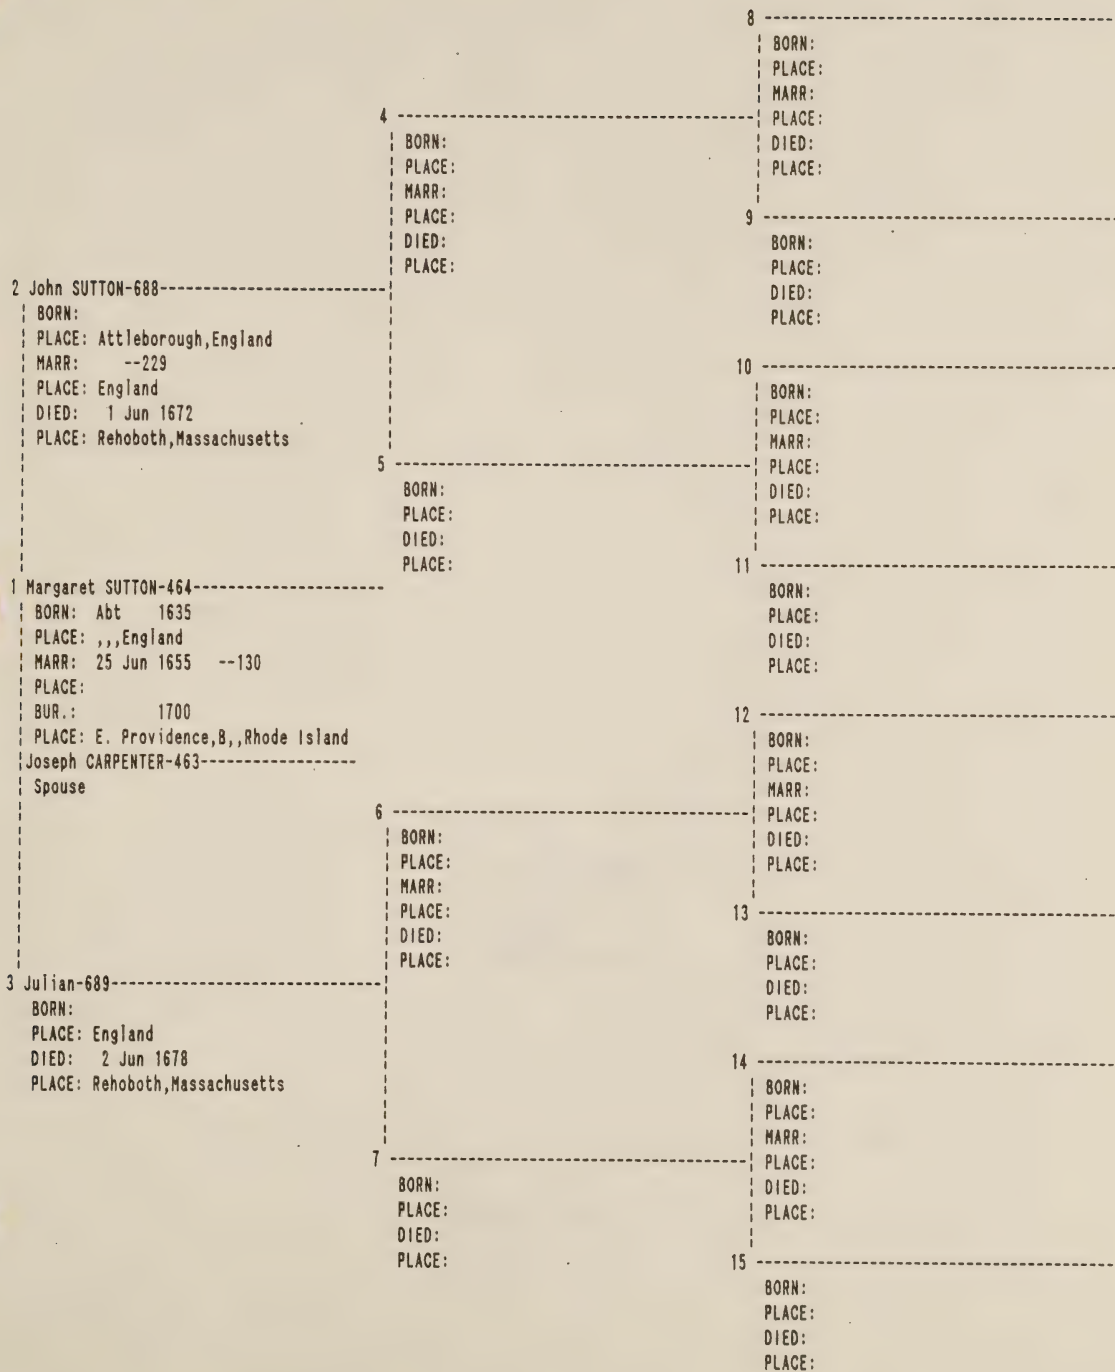 8
BORN:
PLACE:
MARR:
PLACE:
DIED:
PLACE:
4
BORN:
PLACE:
MARR:
PLACE:
DIED:
PLACE:
9
BORN:
PLACE:
DIED:
PLACE:
2 John SUTTON-688
BORN:
PLACE: Attleborough,England
MARR: --229
PLACE: England
DIED: 1 Jun 1672
PLACE: Rehoboth,Massachusetts
10
BORN:
PLACE:
MARR:
PLACE:
DIED:
PLACE:
5
BORN:
PLACE:
DIED:
PLACE:
11
BORN:
PLACE:
DIED:
PLACE:
1 Margaret SUTTON-464
BORN: Abt 1635
PLACE: ,,,England
MARR: 25 Jun 1655 --130
PLACE:
BUR.: 1700
PLACE: E. Providence,B,,Rhode Island
Joseph CARPENTER-463
Spouse
12
BORN:
PLACE:
MARR:
PLACE:
DIED:
PLACE:
6
BORN:
PLACE:
MARR:
PLACE:
DIED:
PLACE:
13
BORN:
PLACE:
DIED:
PLACE:
3 Julian-689
BORN:
PLACE: England
DIED: 2 Jun 1678
PLACE: Rehoboth,Massachusetts
14
BORN:
PLACE:
MARR:
PLACE:
DIED:
PLACE:
7
BORN:
PLACE:
DIED:
PLACE:
15
BORN:
PLACE:
DIED:
PLACE: